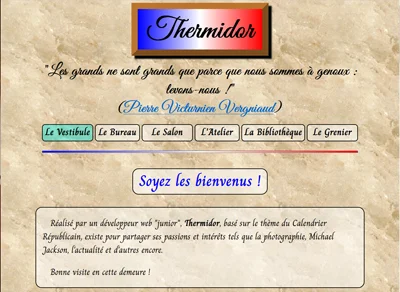 Thermidor
"Les grands ne sont grands que parce que nous sommes à genoux :
levons-nous !"
(Pierre Victurnien Vergniaud)
Le Vestibule Le Bureau Le Salon L'Atelier La Bibliothèque Le Grenier
Soyez les bienvenus !
Réalisé par un développeur web "junior", Thermidor, basé sur le thème du Calendrier
Républicain, existe pour partager ses passions et intérêts tels que la photographie, Michael
Jackson, l'actualité et d'autres encore.
Bonne visite en cette demeure !